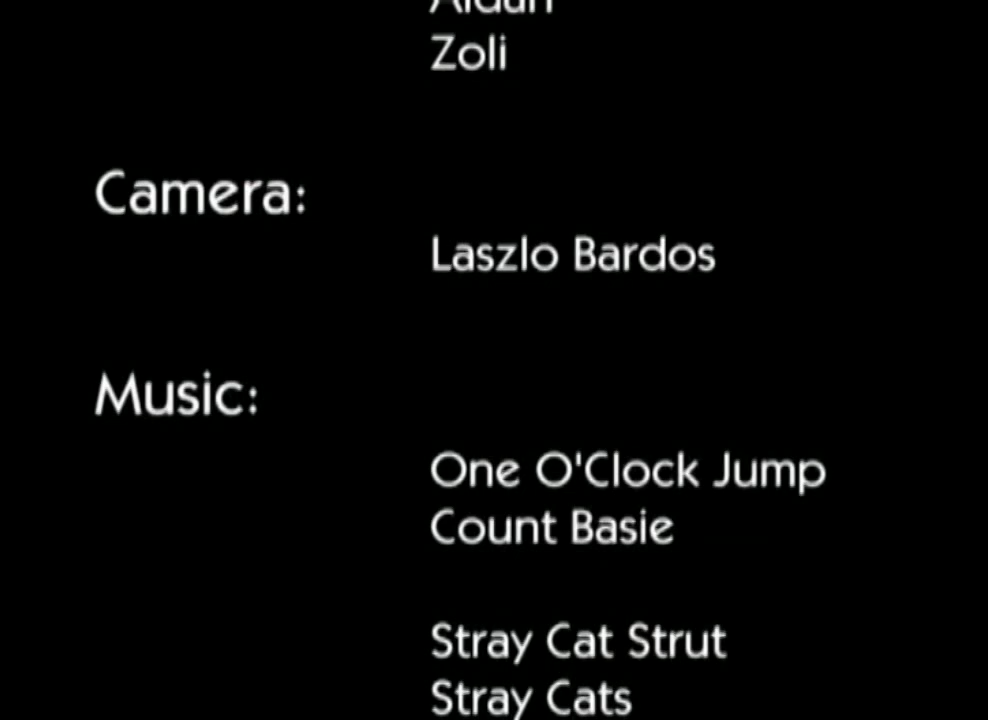 Zoli
Camera:
Laszlo Bardos
Music:
One O'Clock Jump
Count Basie
Stray Cat Strut
Stray Cats